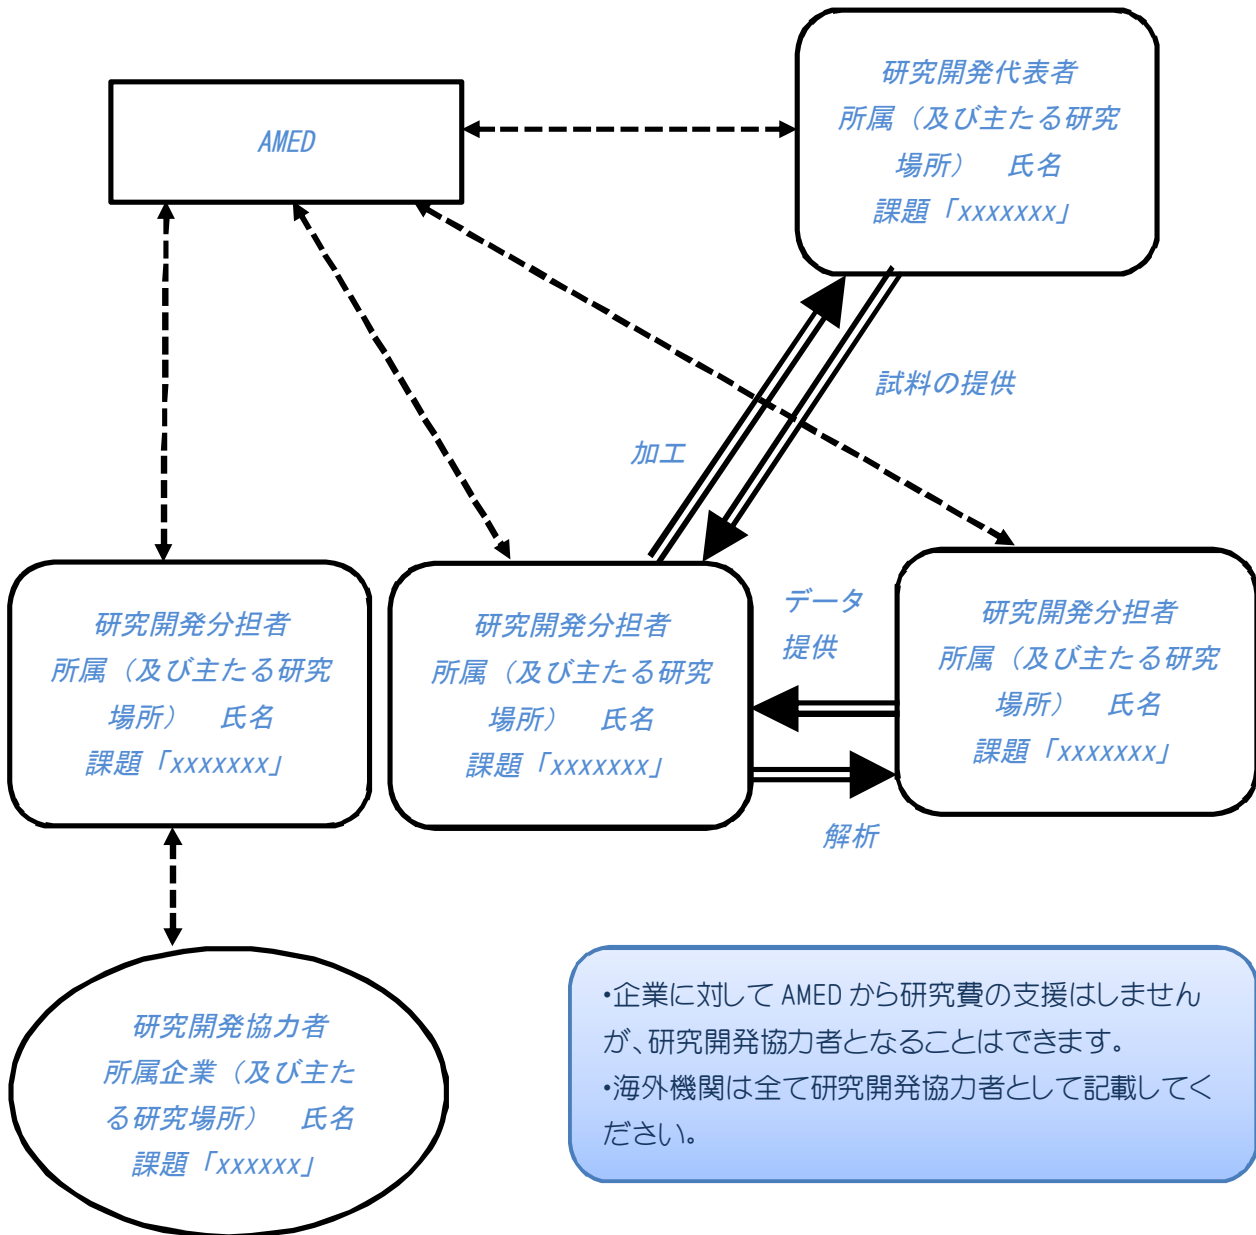 研究開発代表者
所属（及び主たる研究
場所）　氏名
課題「xxxxxxx」
AMED
試料の提供
加工
研究開発分担者
所属（及び主たる研究
場所）　氏名
課題「xxxxxxx」
研究開発分担者
所属（及び主たる研究
場所）　氏名
課題「xxxxxxx」
データ
提供
研究開発分担者
所属（及び主たる研究
場所）　氏名
課題「xxxxxxx」
解析
研究開発協力者
所属企業（及び主た
る研究場所）　氏名
課題「xxxxxx」
・企業に対して AMED から研究費の支援はしません
が、研究開発協力者となることはできます。
・海外機関は全て研究開発協力者として記載してく
ださい。